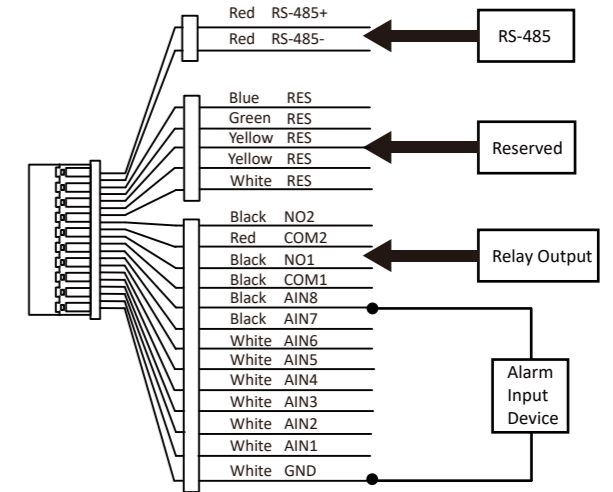 Red RS-485+
Red RS-485-
RS-485
Blue RES
Green RES
Yellow RES
Yellow RES
White RES
Reserved
Black NO2
Red COM2
Black NO1
Black COM1
Relay Output
Black AIN8
Black AIN7
White AIN6
White AIN5
White AIN4
White AIN3
White AIN2
White AIN1
White GND
Alarm
Input
Device